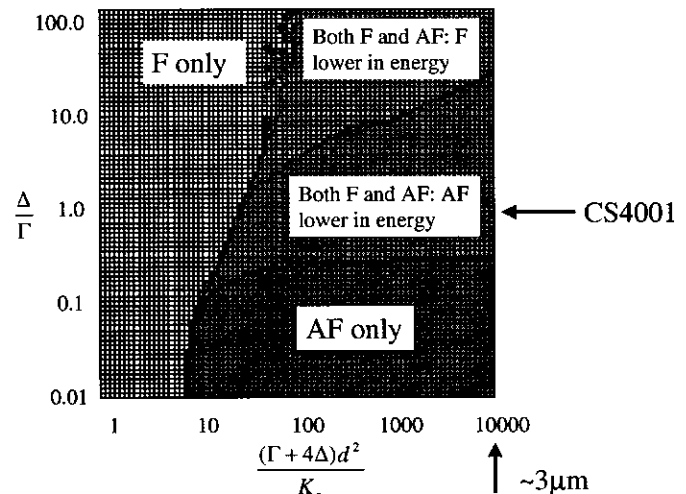 100.0
F only
Both F and AF: F
lower in energy
10.0
Δ
Γ
1.0
Both F and AF: AF
lower in energy
CS4001
0.1
AF only
0.01
1
10
100
1000
10000
(Γ + 4Δ)d²
~3μm